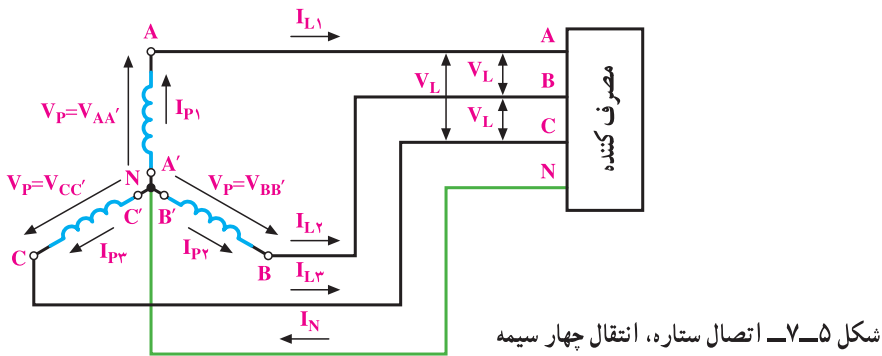 I_L۱
A
A
V_P=V_AA′
I_P۱
V_L
V_L
B
V_L
C
مصرف کننده
N
A′
N
V_P=V_CC′
V_P=V_BB′
C′
B′
I_P۳
I_P۲
C
B
I_L۲
I_L۳
I_N
شکل ۵ــ۷ــ اتصال ستاره، انتقال چهار سیمه